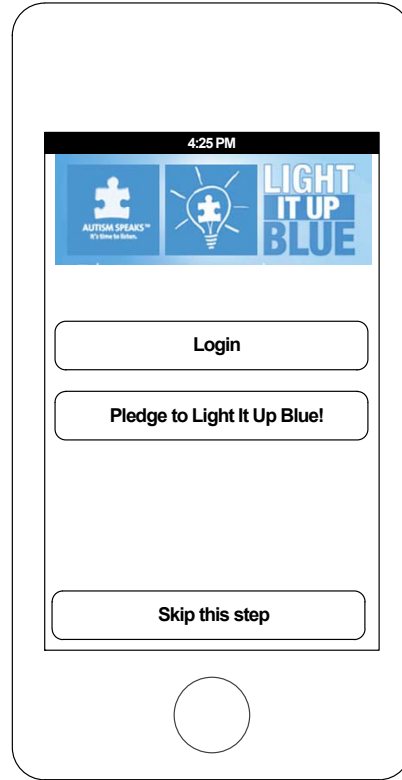 4:25 PM
AUTISM SPEAKS™
It's time to listen.
LIGHT
IT UP
BLUE
Login
Pledge to Light It Up Blue!
Skip this step